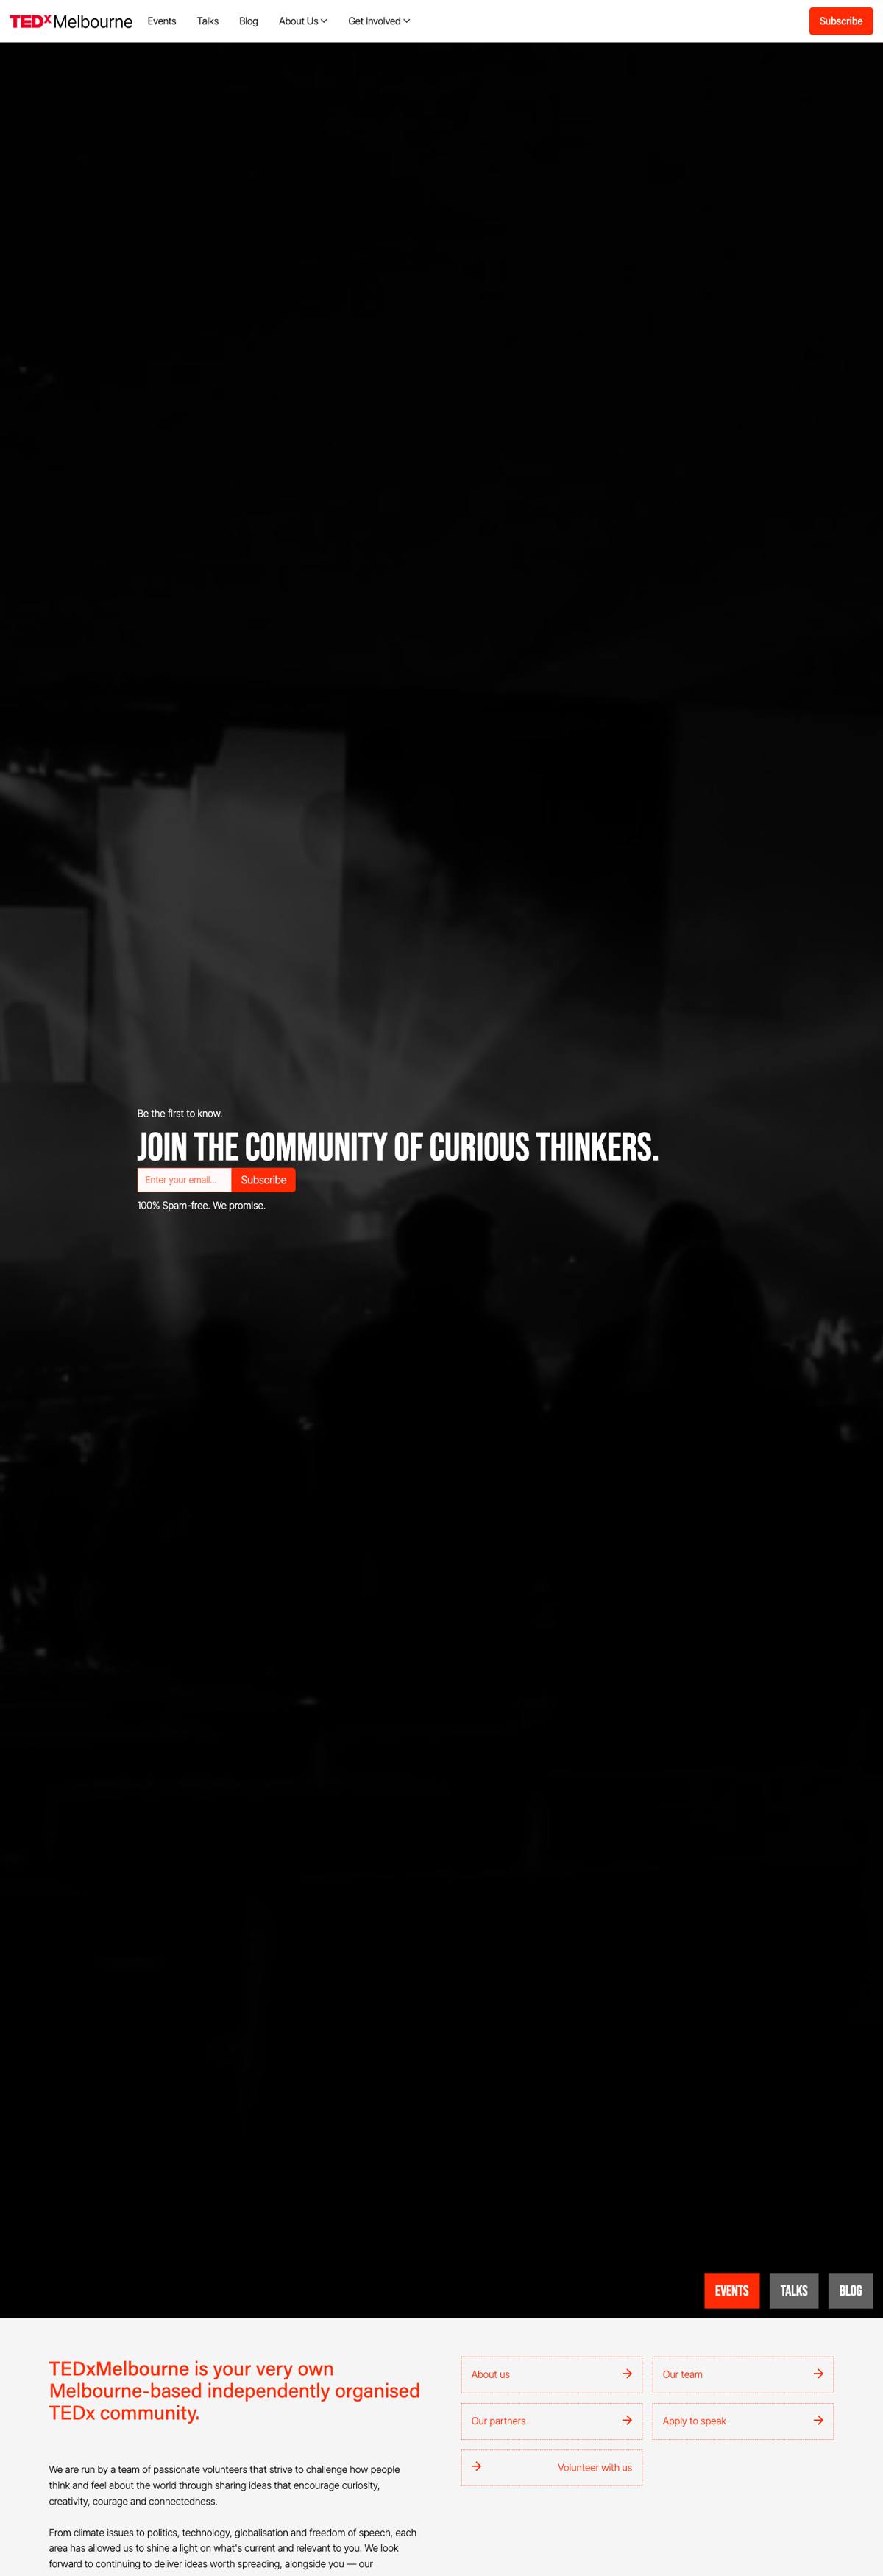 TEDx Melbourne Events Talks Blog About Us Get Involved Subscribe
Be the first to know.
JOIN THE COMMUNITY OF CURIOUS THINKERS.
Enter your email... Subscribe
100% Spam-free. We promise.
EVENTS TALKS BLOG
TEDxMelbourne is your very own
Melbourne-based independently organised
TEDx community.
We are run by a team of passionate volunteers that strive to challenge how people
think and feel about the world through sharing ideas that encourage curiosity,
creativity, courage and connectedness.
From climate issues to politics, technology, globalisation and freedom of speech, each
area has allowed us to shine a light on what's current and relevant to you. We look
forward to continuing to deliver ideas worth spreading, alongside you — our
About us
Our team
Our partners
Apply to speak
Volunteer with us